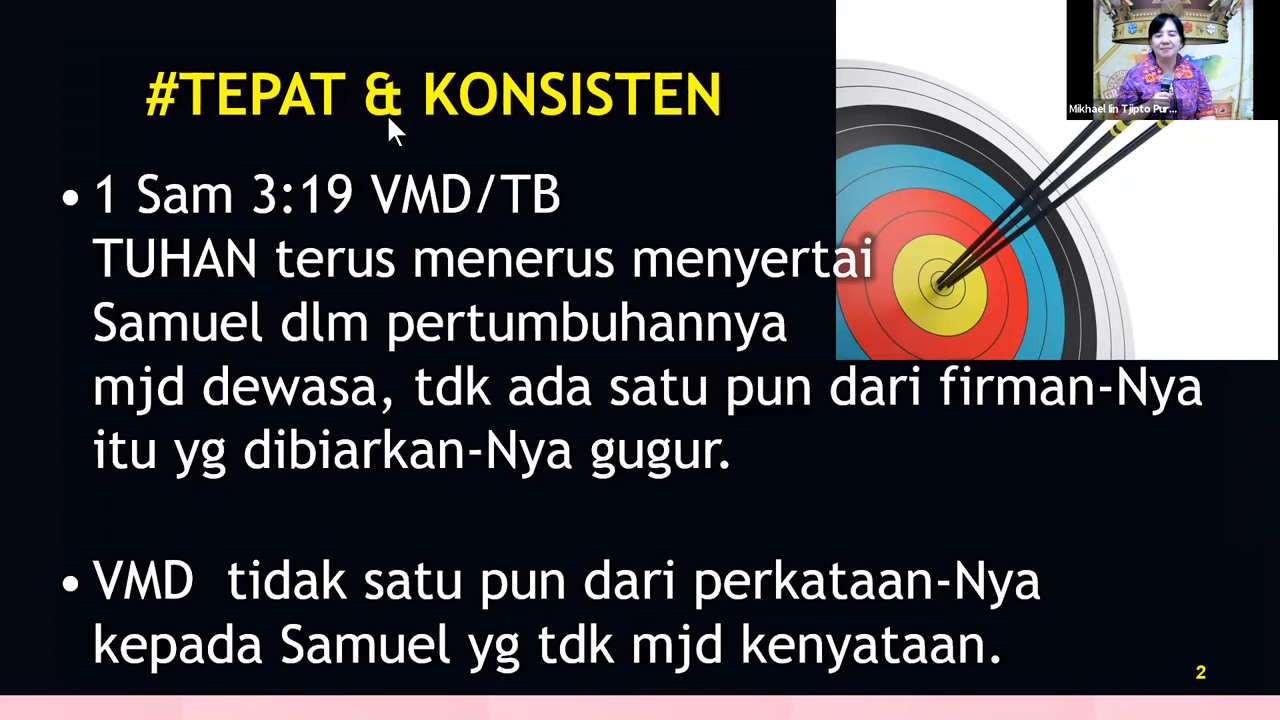 #TEPAT & KONSISTEN
Mikhael Iin Tjipto Pur...
• 1 Sam 3:19 VMD/TB
TUHAN terus menerus menyertai
Samuel dlm pertumbuhannya
mjd dewasa, tdk ada satu pun dari firman-Nya
itu yg dibiarkan-Nya gugur.
• VMD tidak satu pun dari perkataan-Nya
kepada Samuel yg tdk mjd kenyataan.
2